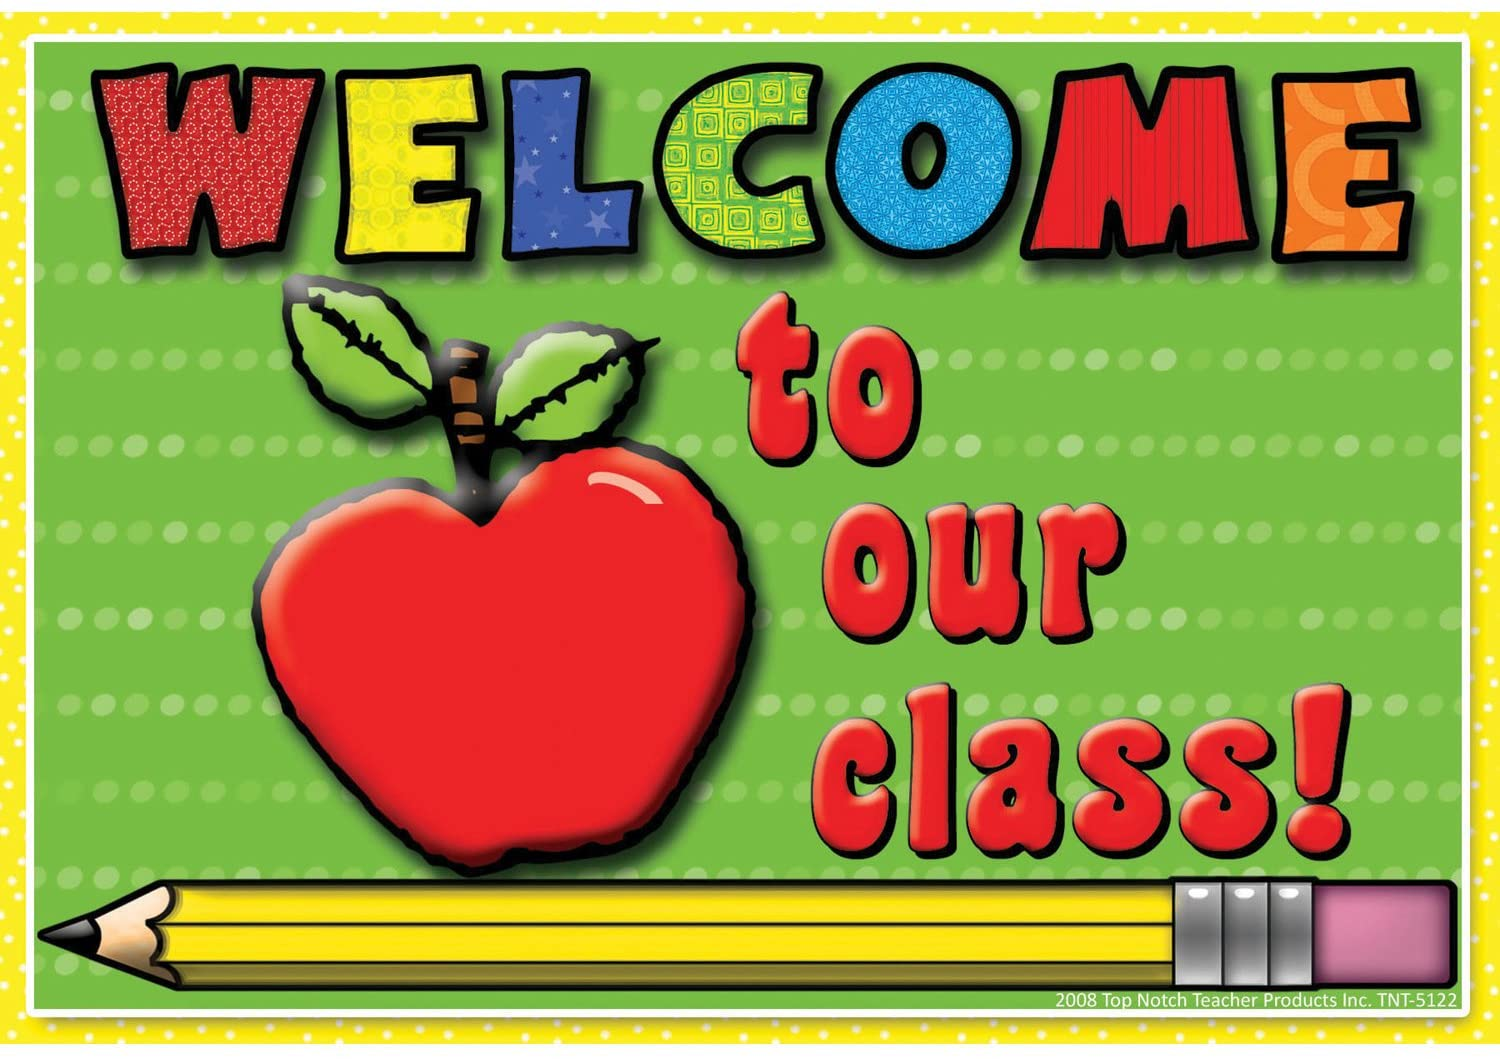 WELCOME
to
our
class!
2008 Top Notch Teacher Products Inc. TNT-5122